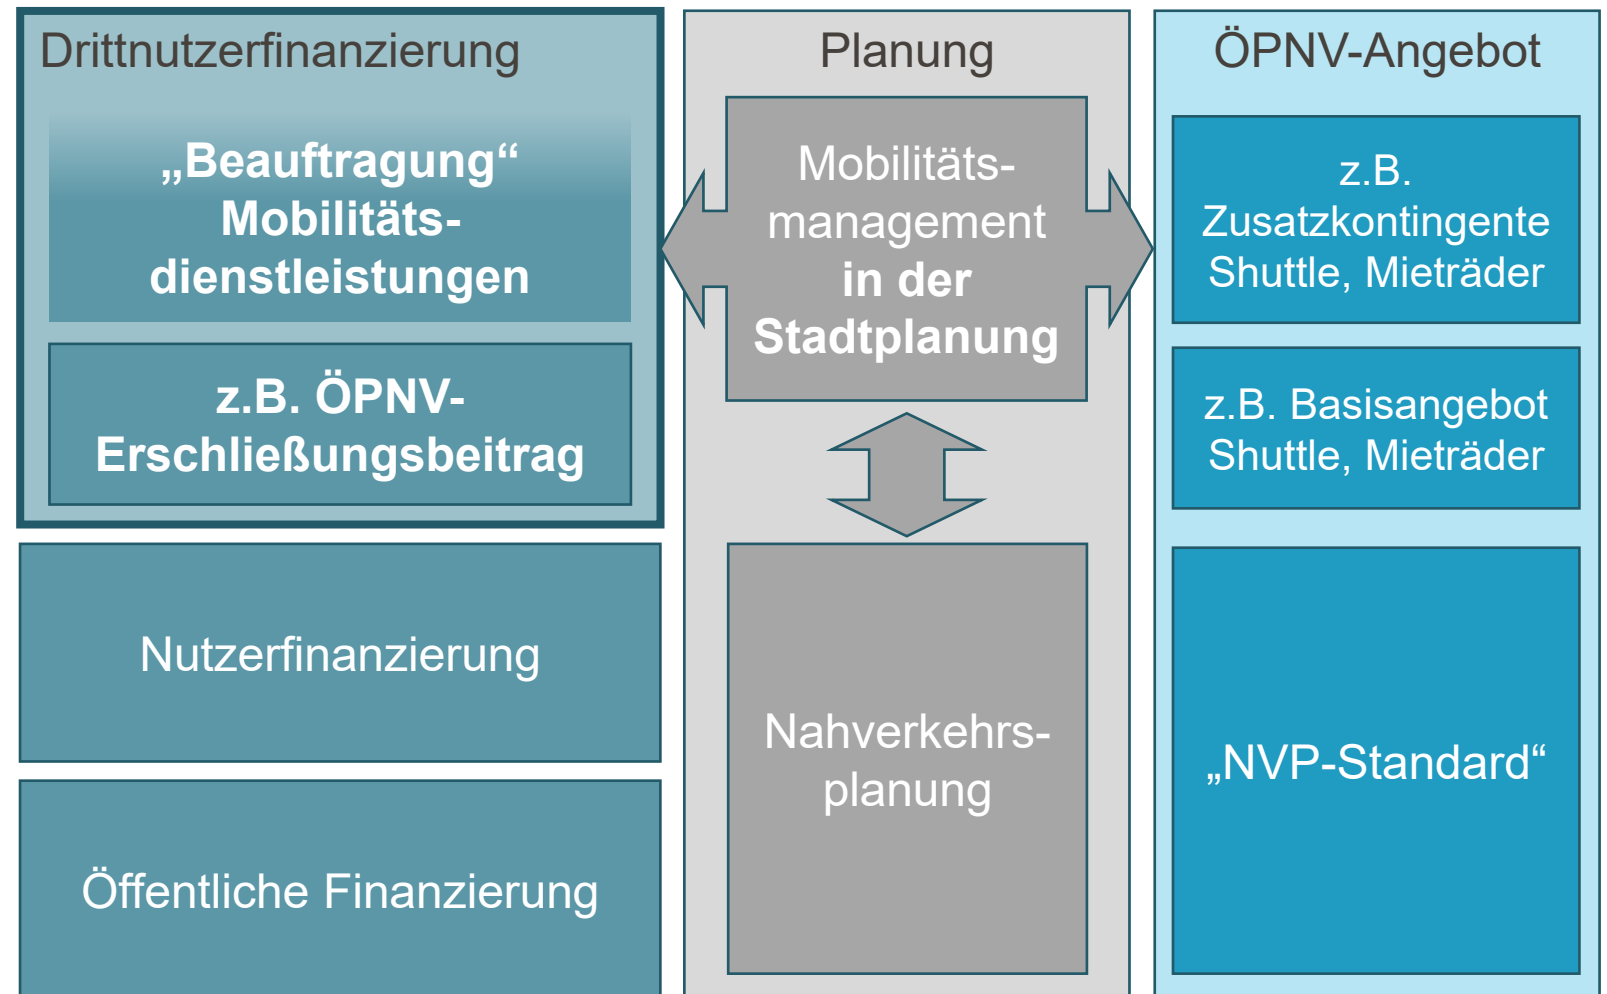 Drittnutzerfinanzierung
„Beauftragung“
Mobilitäts-
dienstleistungen
z.B. ÖPNV-
Erschließungsbeitrag
Nutzerfinanzierung
Öffentliche Finanzierung
Planung
Mobilitäts-
management
in der
Stadtplanung
Nahverkehrs-
planung
ÖPNV-Angebot
z.B.
Zusatzkontingente
Shuttle, Mieträder
z.B. Basisangebot
Shuttle, Mieträder
„NVP-Standard“